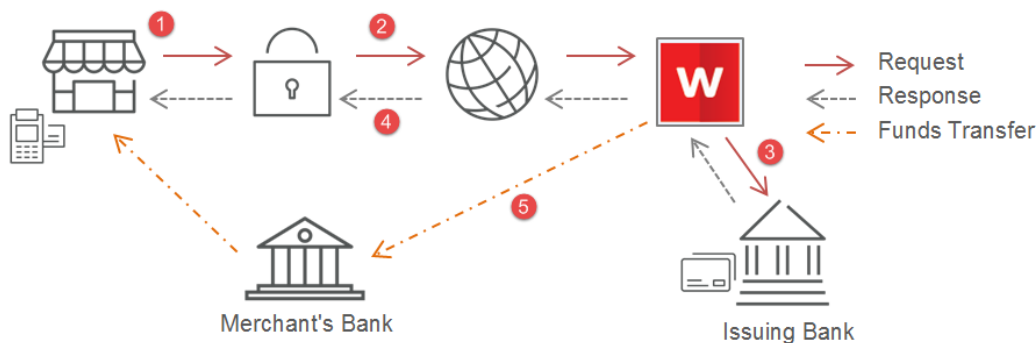 1
2
W
Request
Response
4
Funds Transfer
3
5
Merchant's Bank
Issuing Bank